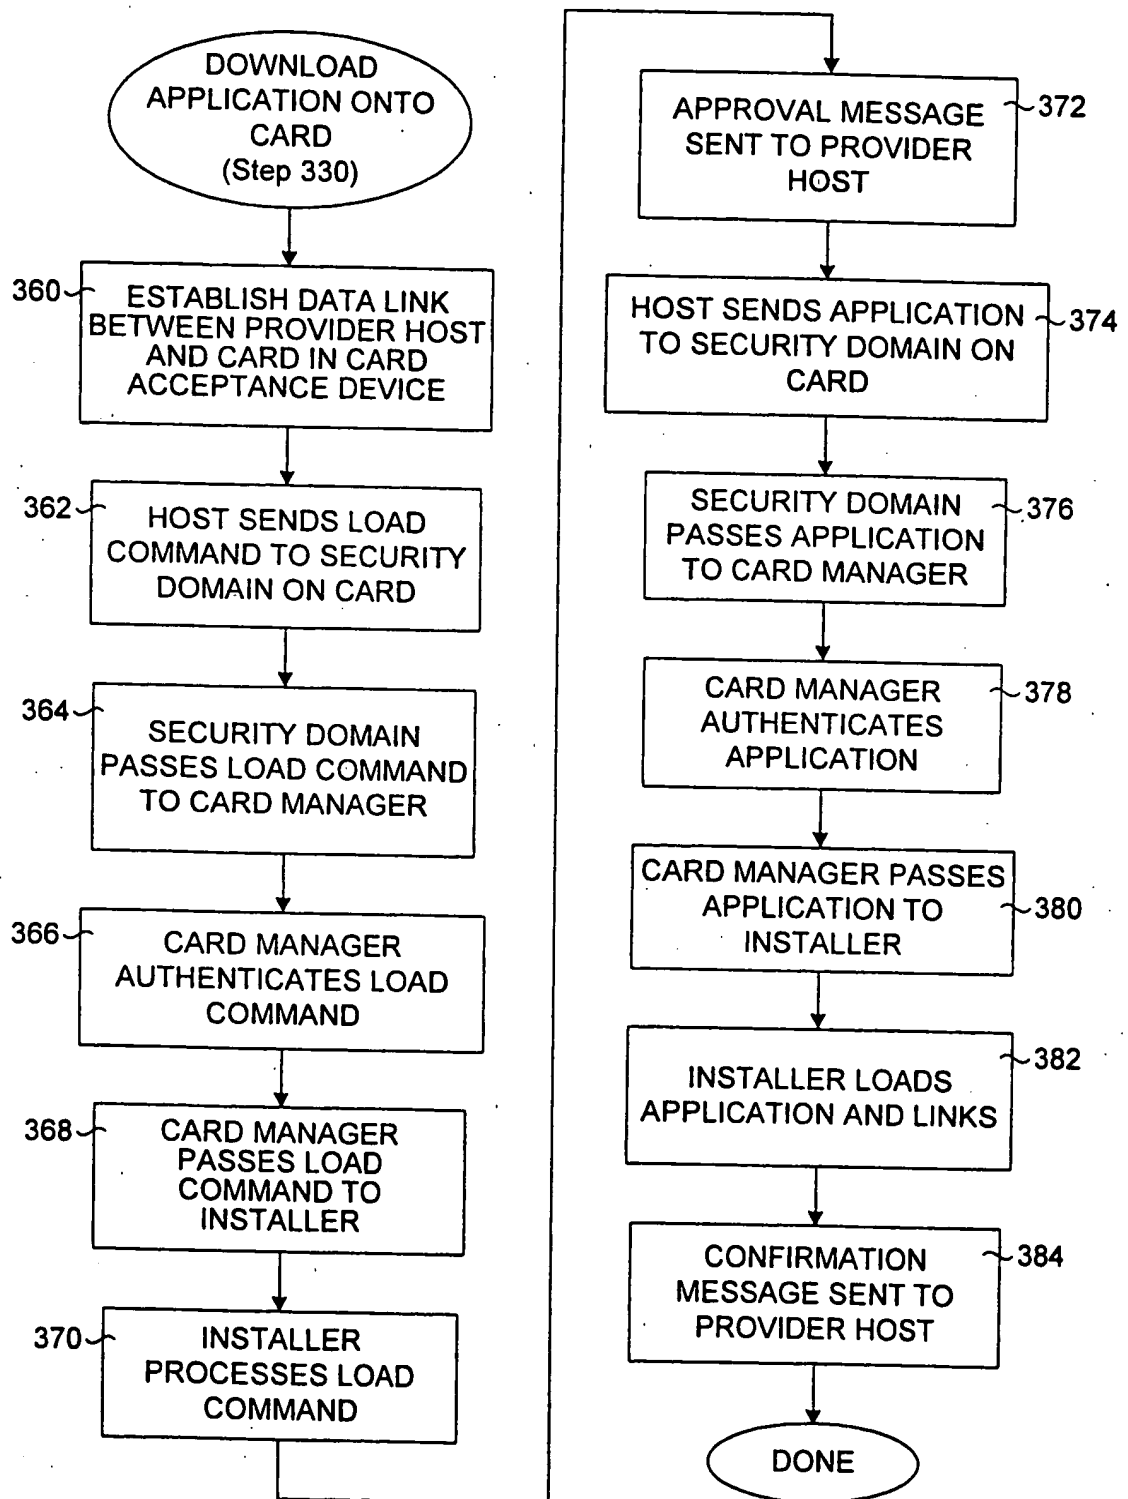 DOWNLOAD
APPLICATION ONTO
CARD
(Step 330)
360
ESTABLISH DATA LINK
BETWEEN PROVIDER HOST
AND CARD IN CARD
ACCEPTANCE DEVICE
362
HOST SENDS LOAD
COMMAND TO SECURITY
DOMAIN ON CARD
364
SECURITY DOMAIN
PASSES LOAD COMMAND
TO CARD MANAGER
366
CARD MANAGER
AUTHENTICATES LOAD
COMMAND
368
CARD MANAGER
PASSES LOAD
COMMAND TO
INSTALLER
370
INSTALLER
PROCESSES LOAD
COMMAND
372
APPROVAL MESSAGE
SENT TO PROVIDER
HOST
374
HOST SENDS APPLICATION
TO SECURITY DOMAIN ON
CARD
376
SECURITY DOMAIN
PASSES APPLICATION
TO CARD MANAGER
378
CARD MANAGER
AUTHENTICATES
APPLICATION
380
CARD MANAGER PASSES
APPLICATION TO
INSTALLER
382
INSTALLER LOADS
APPLICATION AND LINKS
384
CONFIRMATION
MESSAGE SENT TO
PROVIDER HOST
DONE